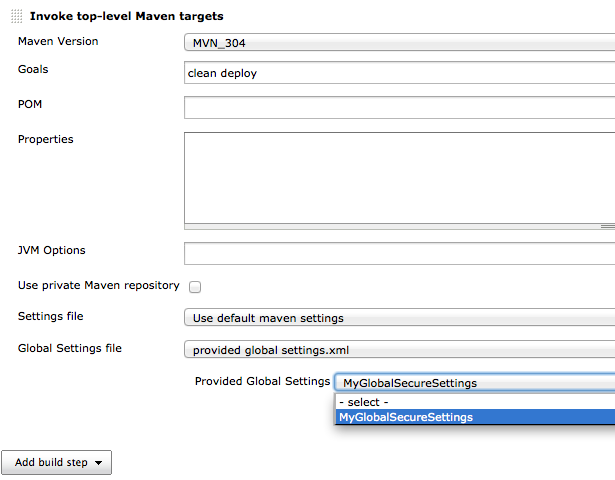 Invoke top-level Maven targets
Maven Version
MVN_304
Goals
clean deploy
POM
Properties
JVM Options
Use private Maven repository
Settings file
Use default maven settings
Global Settings file
provided global settings.xml
Provided Global Settings
MyGlobalSecureSettings
- select -
MyGlobalSecureSettings
Add build step